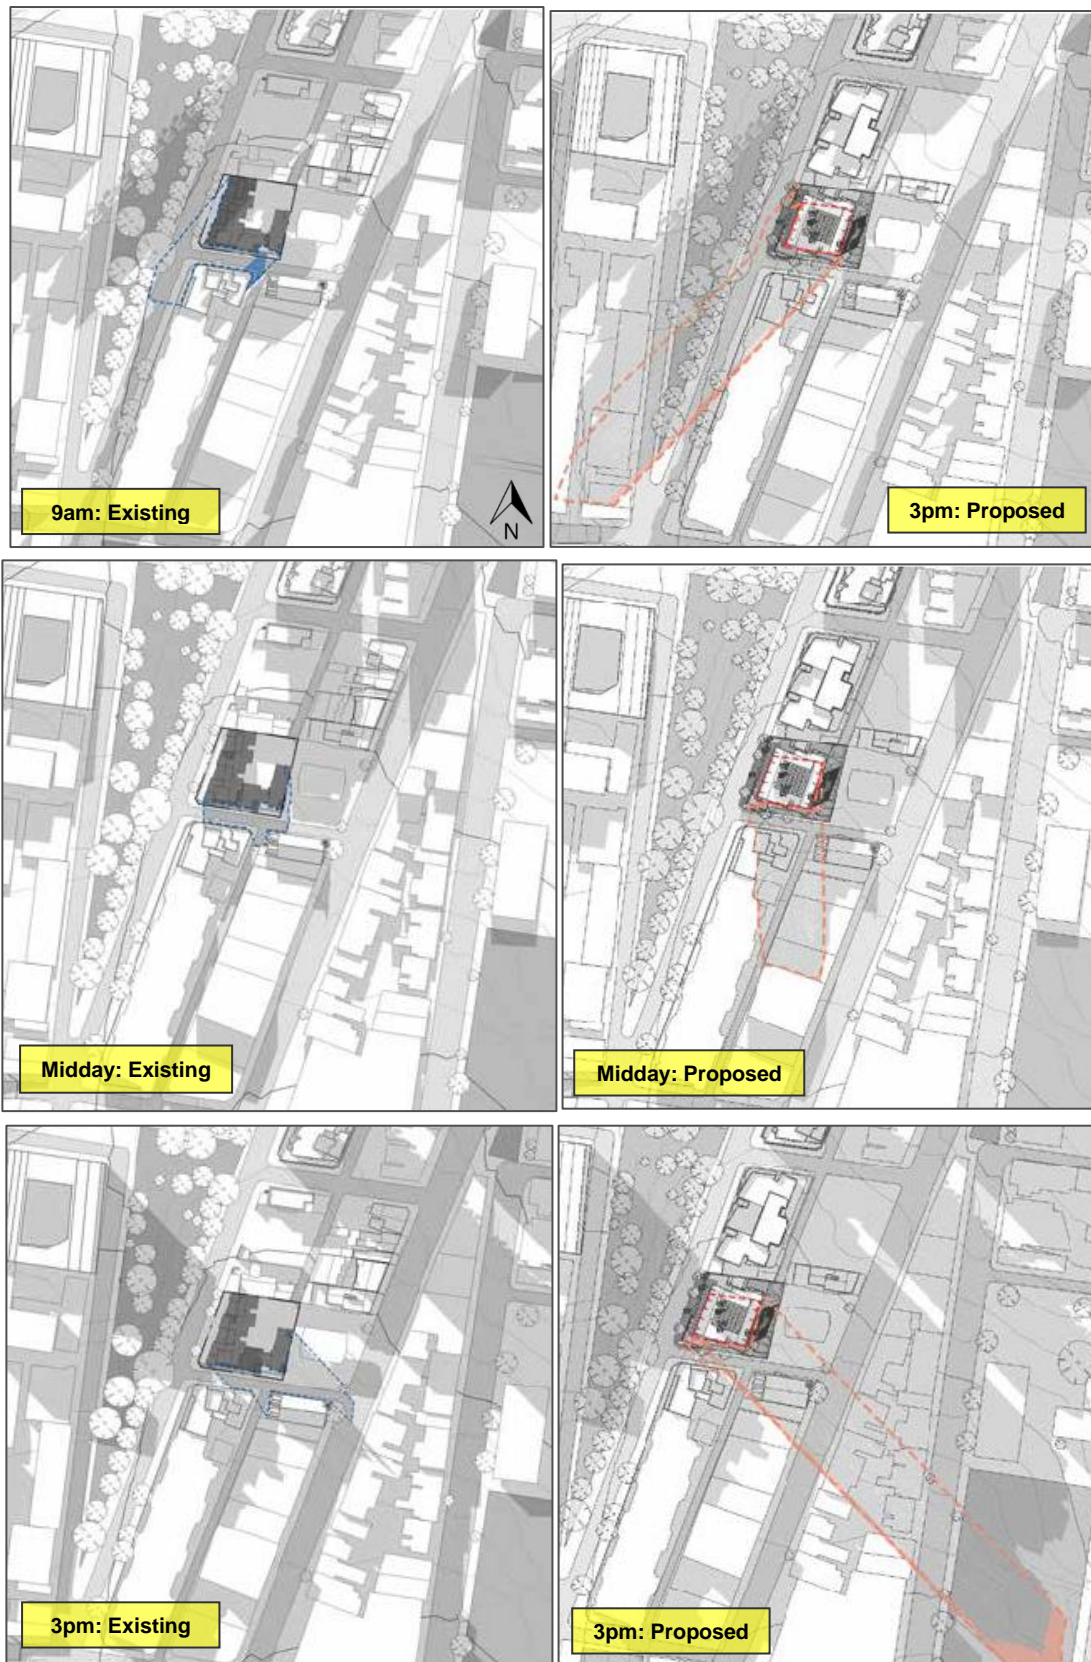 9am: Existing
N
3pm: Proposed
Midday: Existing
Midday: Proposed
3pm: Existing
3pm: Proposed